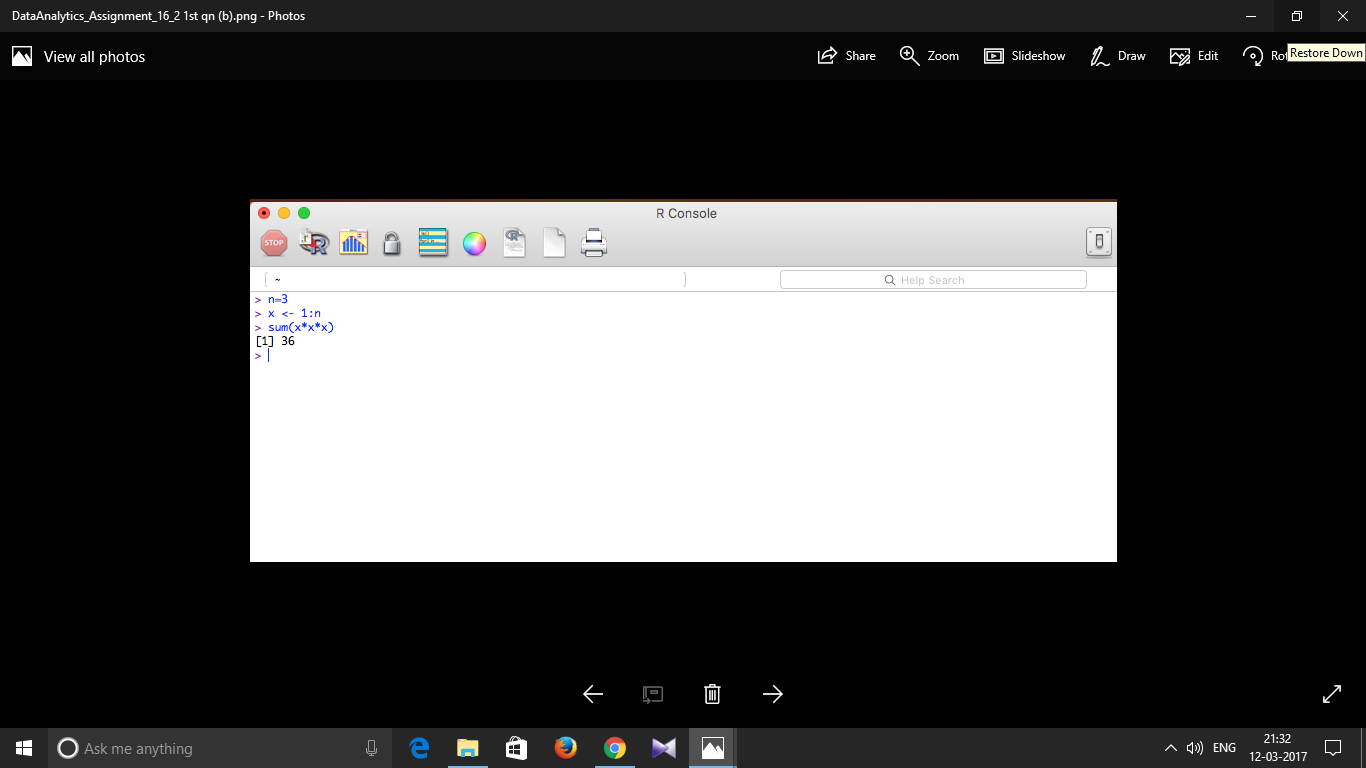 DataAnalytics_Assignment_16_2 1st qn (b).png - Photos
View all photos
Share
Zoom
Slideshow
Draw
Edit
Rot
Restore Down
R Console
STOP
~
Help Search
> n=3
> x <- 1:n
> sum(x*x*x)
[1] 36
>
Ask me anything
ENG
21:32
12-03-2017